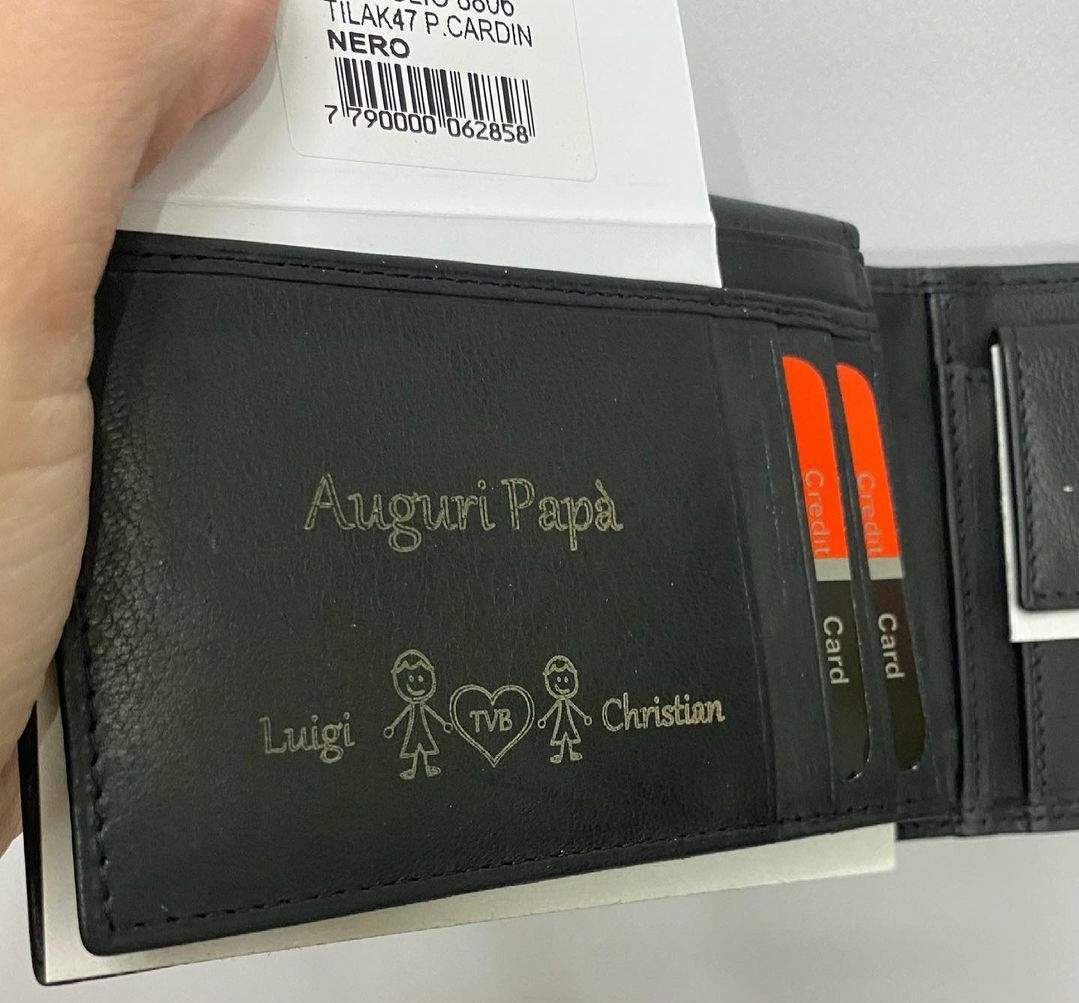 TILAK47 P.CARDIN
NERO
7 790000 062858
Auguri Papà
Luigi TVB Christian
Credit Card
Credit Card